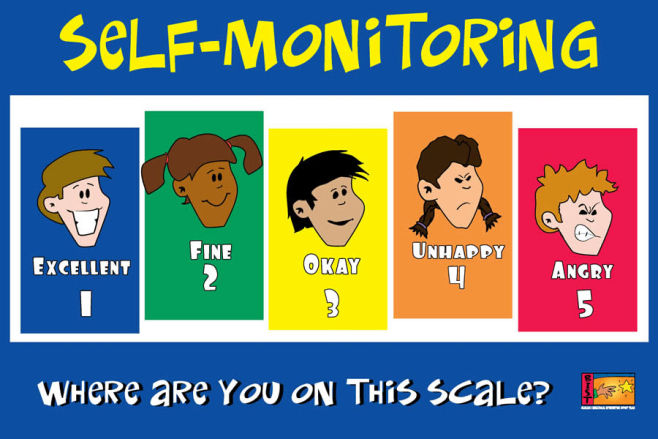 SELF-MONITORING
EXCELLENT
1
FINE
2
OKAY
3
UNHAPPY
4
ANGRY
5
WHERE ARE YOU ON THIS SCALE?